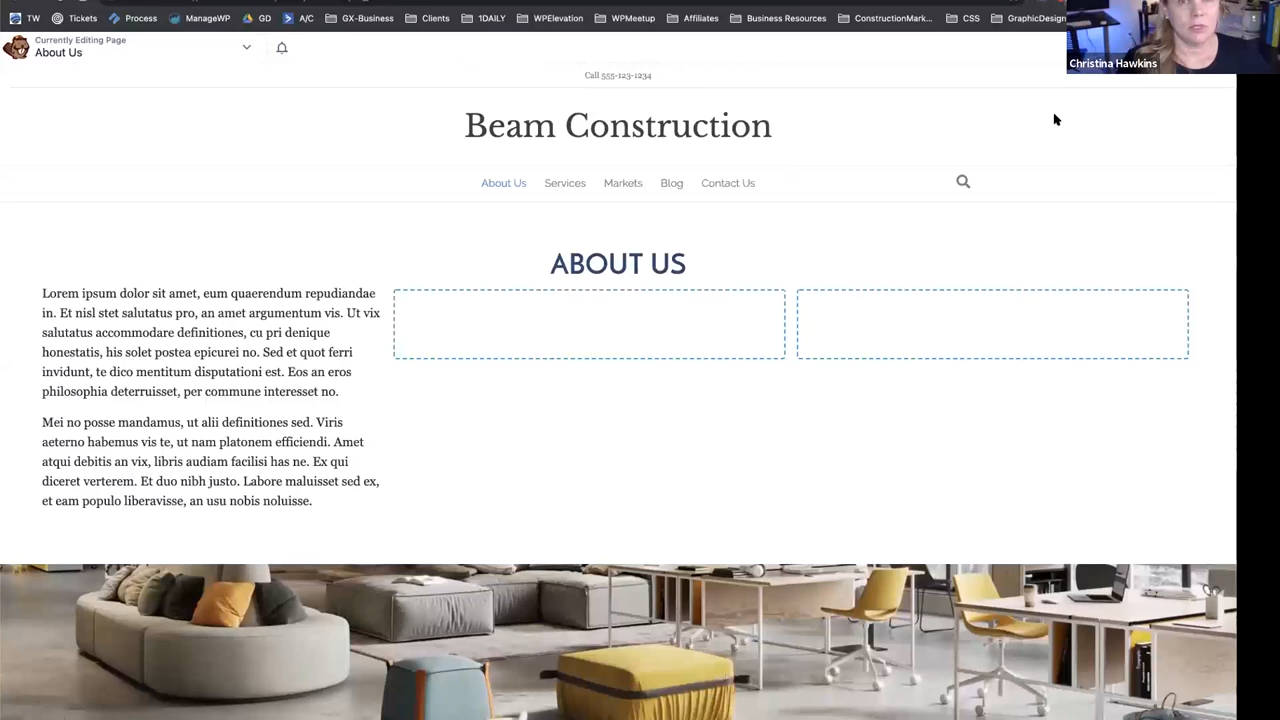 TW Tickets Process ManageWP GD A/C GX-Business Clients 1DAILY WPElevation WPMeetup Affiliates Business Resources ConstructionMark... CSS GraphicDesign t
Currently Editing Page
About Us
Christina Hawkins
Call 555-123-1234
Beam Construction
About Us Services Markets Blog Contact Us
ABOUT US
Lorem ipsum dolor sit amet, eum quaerendum repudiandae
in. Et nisl stet salutatus pro, an amet argumentum vis. Ut vix
salutatus accommodare definitiones, cu pri denique
honestatis, his solet postea epicurei no. Sed et quot ferri
invidunt, te dico mentitum disputationi est. Eos an eros
philosophia deterruisset, per commune interesset no.
Mei no posse mandamus, ut alii definitiones sed. Viris
aeterno habemus vis te, ut nam platonem efficiendi. Amet
atqui debitis an vix, libris audiam facilisi has ne. Ex qui
diceret verterem. Et duo nibh justo. Labore maluisset sed ex,
et eam populo liberavisse, an usu nobis noluisse.